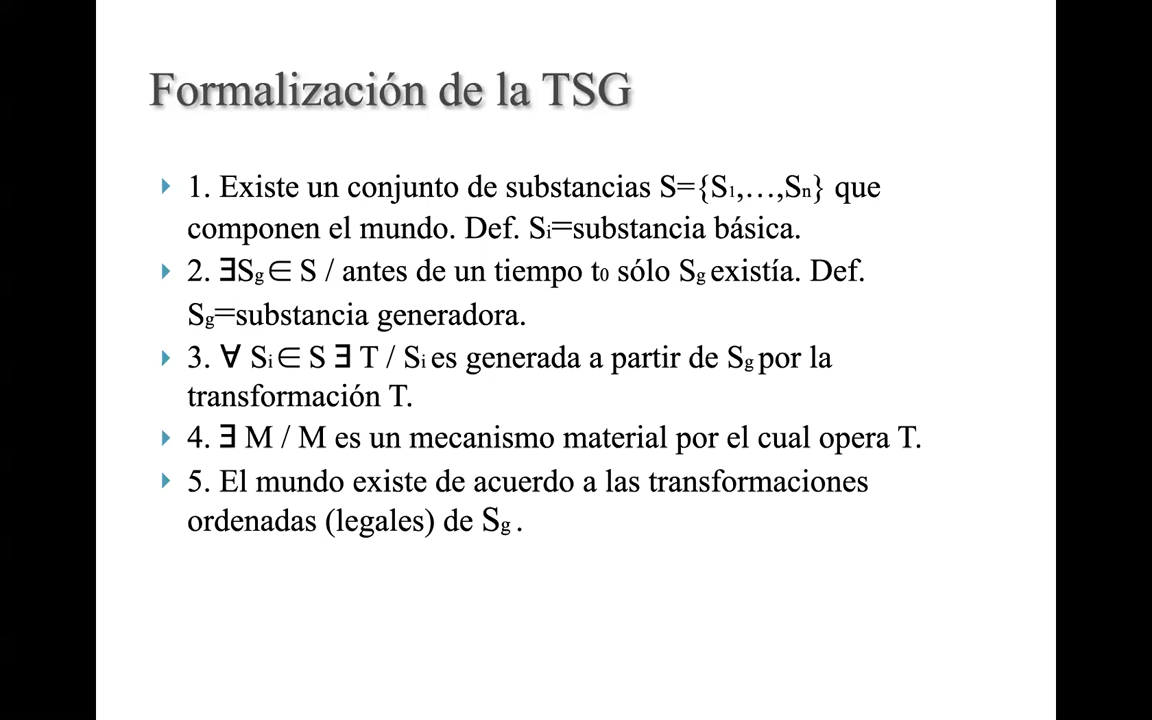 Formalización de la TSG
1. Existe un conjunto de substancias S={S₁,…,Sₙ} que
componen el mundo. Def. Sᵢ=substancia básica.
2. ∃Sg∈ S / antes de un tiempo t₀ sólo Sg existía. Def.
Sg=substancia generadora.
3. ∀ Sᵢ∈ S ∃ T / Sᵢ es generada a partir de Sg por la
transformación T.
4. ∃ M / M es un mecanismo material por el cual opera T.
5. El mundo existe de acuerdo a las transformaciones
ordenadas (legales) de Sg .